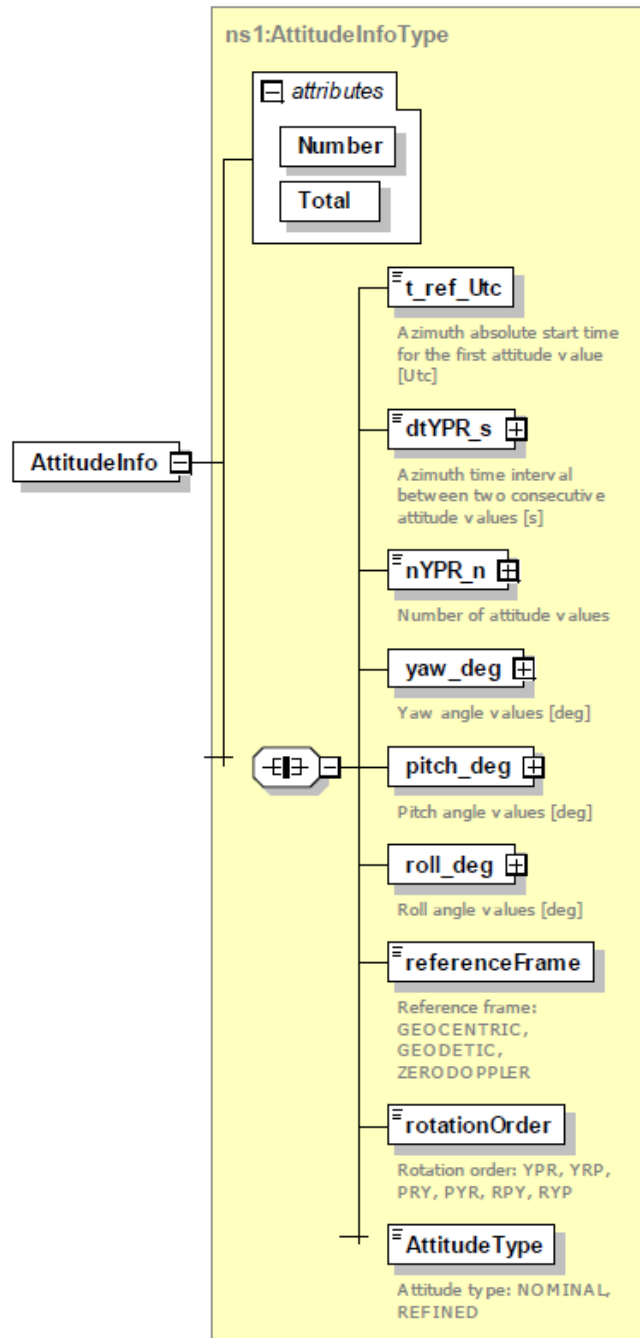 ns1:AttitudeInfoType
attributes
Number
Total
t_ref_Utc
Azimuth absolute start time
for the first attitude value
[Utc]
dtYPR_s
Azimuth time interval
between two consecutive
attitude values [s]
AttitudeInfo
nYPR_n
Number of attitude values
yaw_deg
Yaw angle values [deg]
pitch_deg
Pitch angle values [deg]
roll_deg
Roll angle values [deg]
referenceFrame
Reference frame:
GEOCENTRIC,
GEODETIC,
ZERODOPPLER
rotationOrder
Rotation order: YPR, YRP,
PRY, PYR, RPY, RYP
AttitudeType
Attitude type: NOMINAL,
REFINED